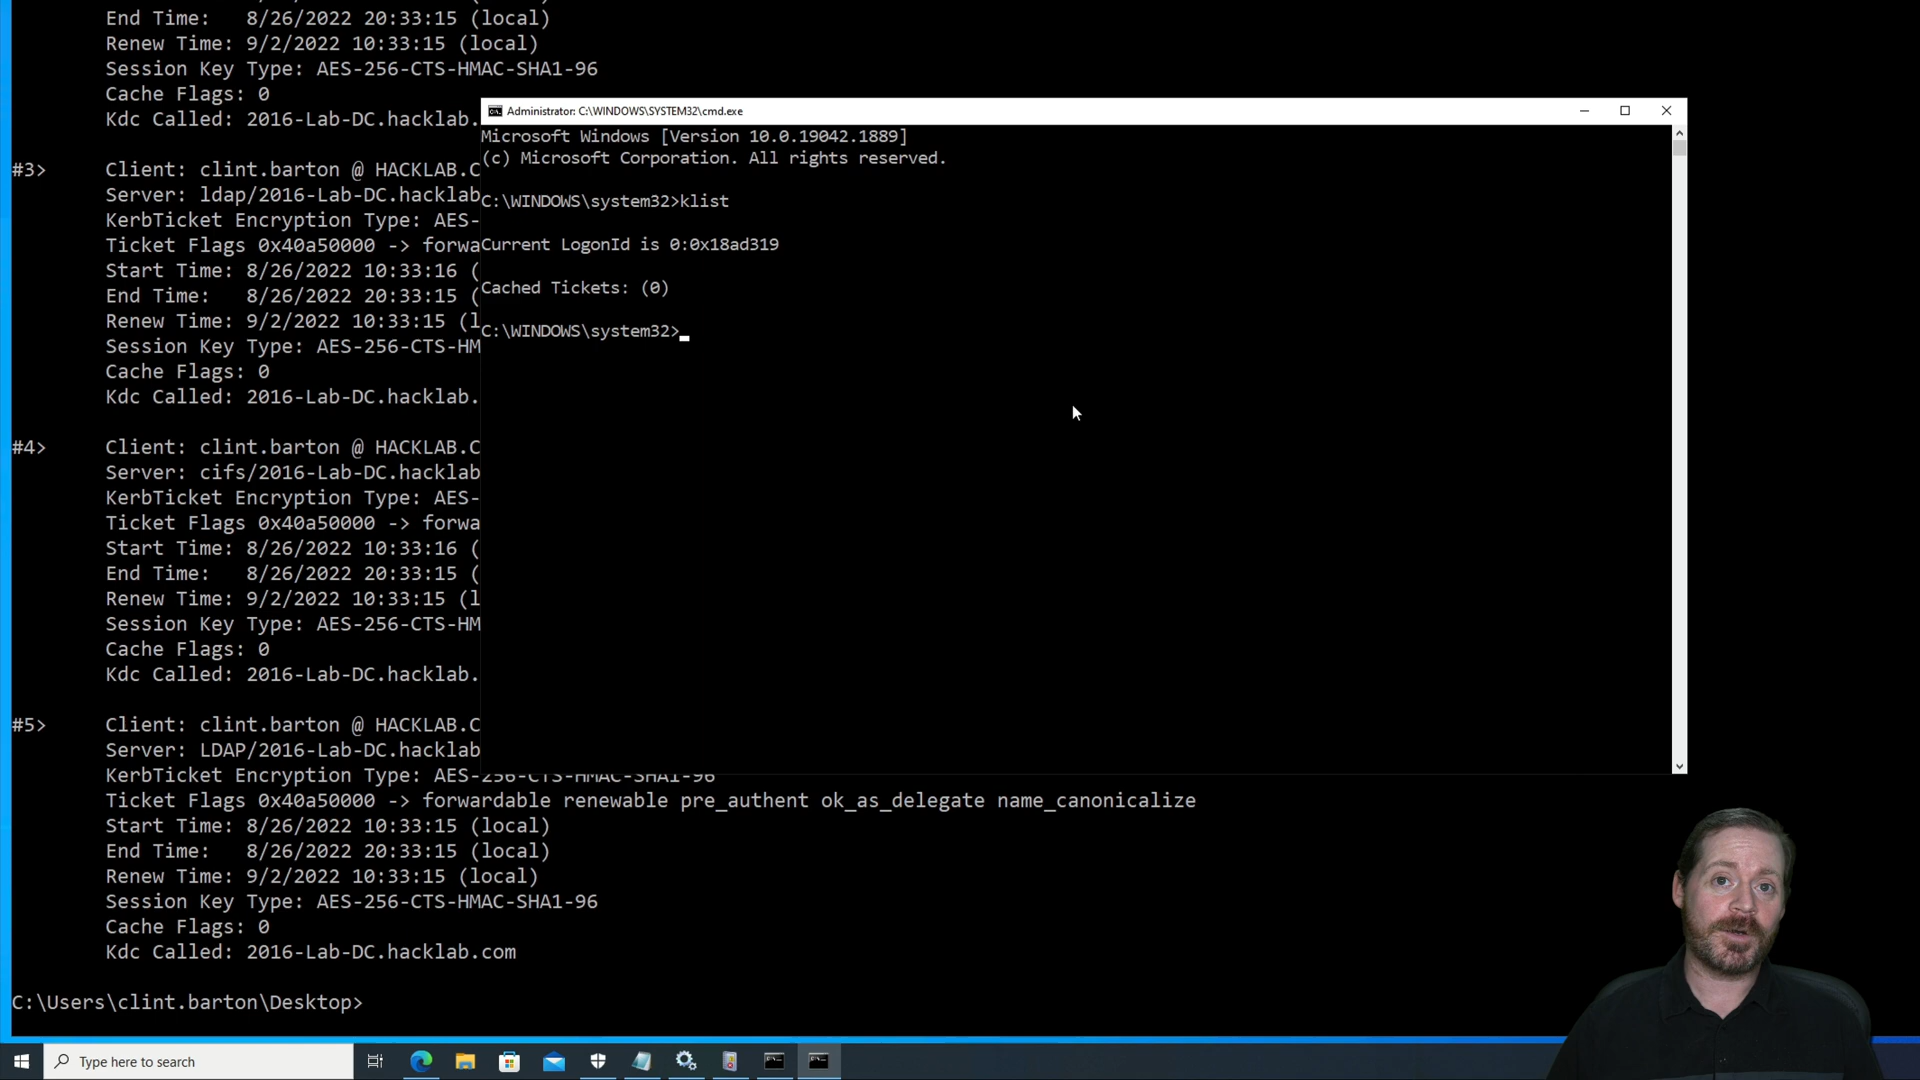 End Time:   8/26/2022 20:33:15 (local)
Renew Time: 9/2/2022 10:33:15 (local)
Session Key Type: AES-256-CTS-HMAC-SHA1-96
Cache Flags: 0
Kdc Called: 2016-Lab-DC.hacklab.
#3>     Client: clint.barton @ HACKLAB.C
Server: ldap/2016-Lab-DC.hacklab
KerbTicket Encryption Type: AES-
Ticket Flags 0x40a50000 -> forwa
Start Time: 8/26/2022 10:33:16 (
End Time:   8/26/2022 20:33:15 (
Renew Time: 9/2/2022 10:33:15 (l
Session Key Type: AES-256-CTS-HM
Cache Flags: 0
Kdc Called: 2016-Lab-DC.hacklab.
#4>     Client: clint.barton @ HACKLAB.C
Server: cifs/2016-Lab-DC.hacklab
KerbTicket Encryption Type: AES-
Ticket Flags 0x40a50000 -> forwa
Start Time: 8/26/2022 10:33:16 (
End Time:   8/26/2022 20:33:15 (
Renew Time: 9/2/2022 10:33:15 (l
Session Key Type: AES-256-CTS-HM
Cache Flags: 0
Kdc Called: 2016-Lab-DC.hacklab.
#5>     Client: clint.barton @ HACKLAB.C
Server: LDAP/2016-Lab-DC.hacklab
KerbTicket Encryption Type: AES-256-CTS-HMAC-SHA1-96
Ticket Flags 0x40a50000 -> forwardable renewable pre_authent ok_as_delegate name_canonicalize
Start Time: 8/26/2022 10:33:15 (local)
End Time:   8/26/2022 20:33:15 (local)
Renew Time: 9/2/2022 10:33:15 (local)
Session Key Type: AES-256-CTS-HMAC-SHA1-96
Cache Flags: 0
Kdc Called: 2016-Lab-DC.hacklab.com
C:\Users\clint.barton\Desktop>
Administrator: C:\WINDOWS\SYSTEM32\cmd.exe
Microsoft Windows [Version 10.0.19042.1889]
(c) Microsoft Corporation. All rights reserved.
C:\WINDOWS\system32>klist
Current LogonId is 0:0x18ad319
Cached Tickets: (0)
C:\WINDOWS\system32>
Type here to search